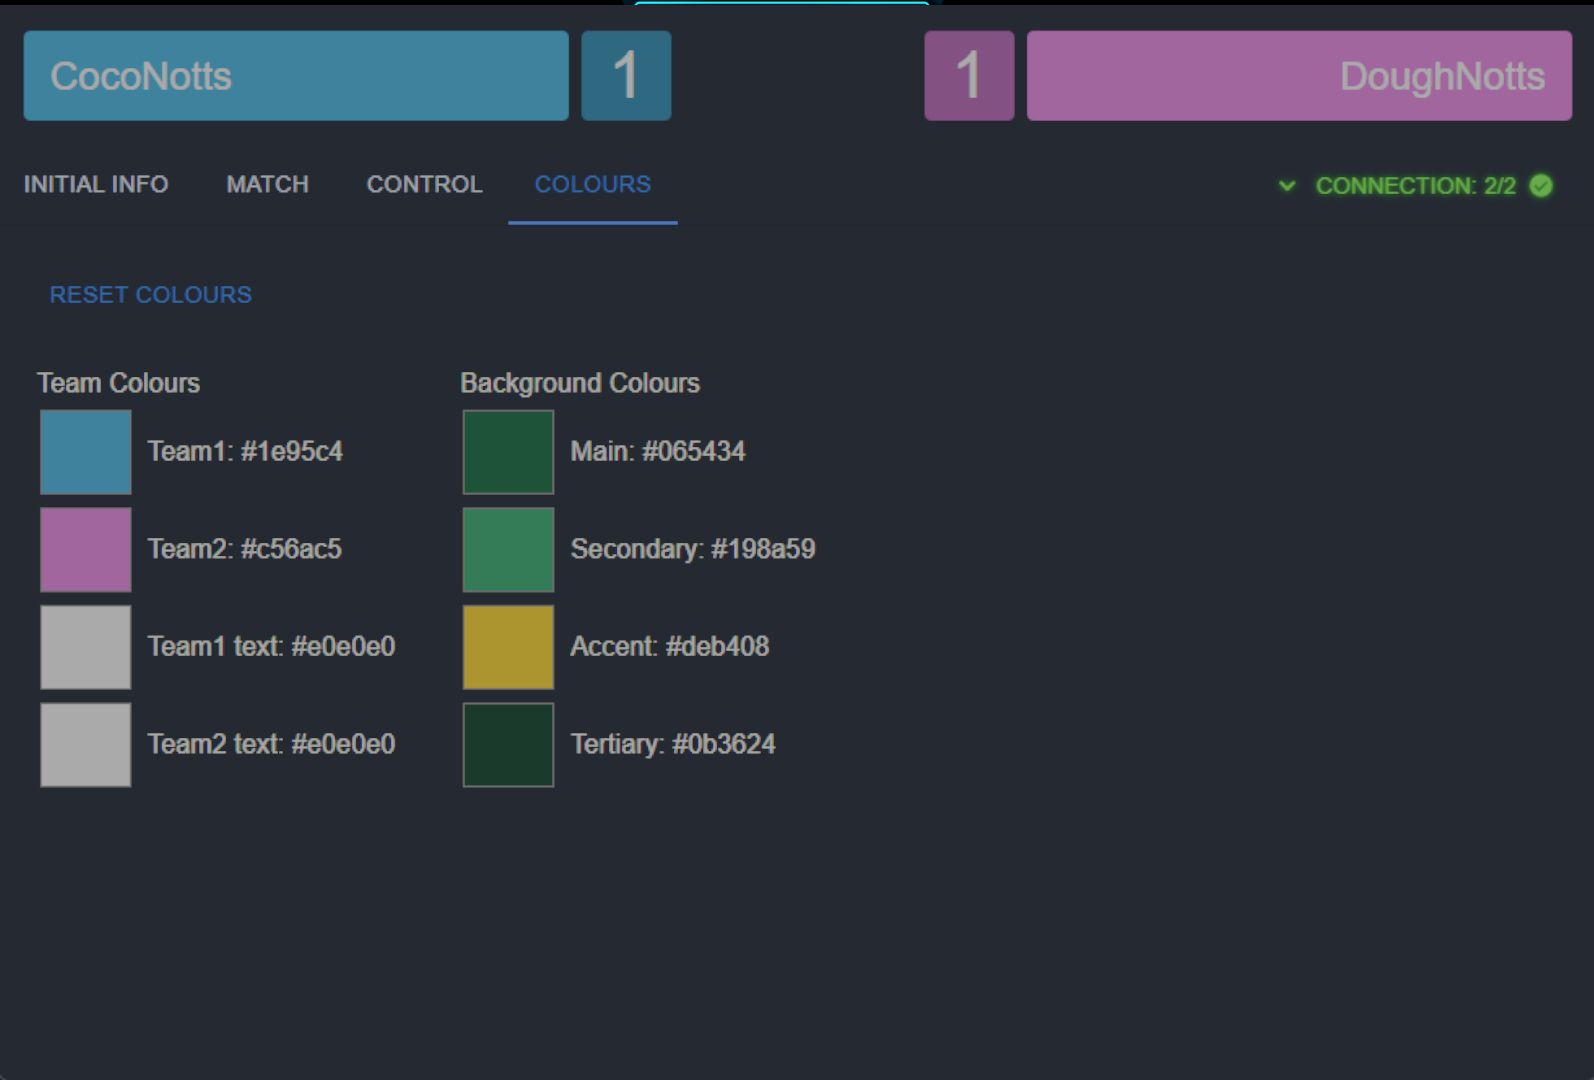 CocoNotts 1 1 DoughNotts
INITIAL INFO MATCH CONTROL COLOURS CONNECTION: 2/2
RESET COLOURS
Team Colours
Team1: #1e95c4
Team2: #c56ac5
Team1 text: #e0e0e0
Team2 text: #e0e0e0
Background Colours
Main: #065434
Secondary: #198a59
Accent: #deb408
Tertiary: #0b3624